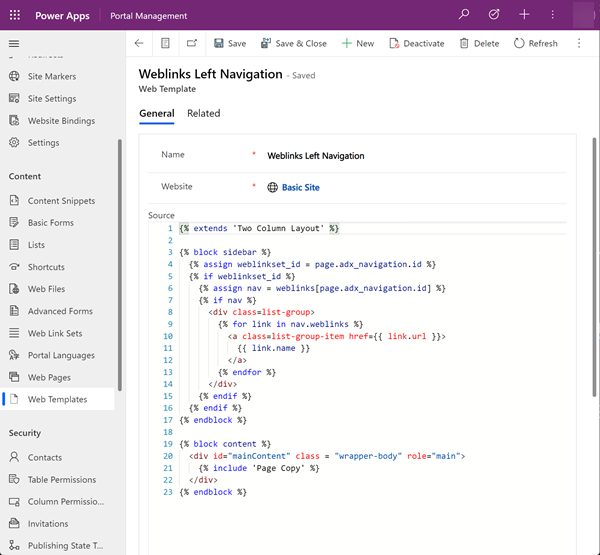 Power Apps Portal Management
Save Save & Close New Deactivate Delete Refresh
Site Markers
Site Settings
Website Bindings
Settings
Content
Content Snippets
Basic Forms
Lists
Shortcuts
Web Files
Advanced Forms
Web Link Sets
Portal Languages
Web Pages
Web Templates
Security
Contacts
Table Permissions
Column Permissio...
Invitations
Publishing State T...
Weblinks Left Navigation - Saved
Web Template
General Related
Name * Weblinks Left Navigation
Website * Basic Site
Source
1 {% extends 'Two Column Layout' %}
2
3 {% block sidebar %}
4 {% assign weblinkset_id = page.adx_navigation.id %}
5 {% if weblinkset_id %}
6 {% assign nav = weblinks[page.adx_navigation.id] %}
7 {% if nav %}
8 <div class=list-group>
9 {% for link in nav.weblinks %}
10 <a class=list-group-item href={{ link.url }}>
11 {{ link.name }}
12 </a>
13 {% endfor %}
14 </div>
15 {% endif %}
16 {% endif %}
17 {% endblock %}
18
19 {% block content %}
20 <div id="mainContent" class = "wrapper-body" role="main">
21 {% include 'Page Copy' %}
22 </div>
23 {% endblock %}